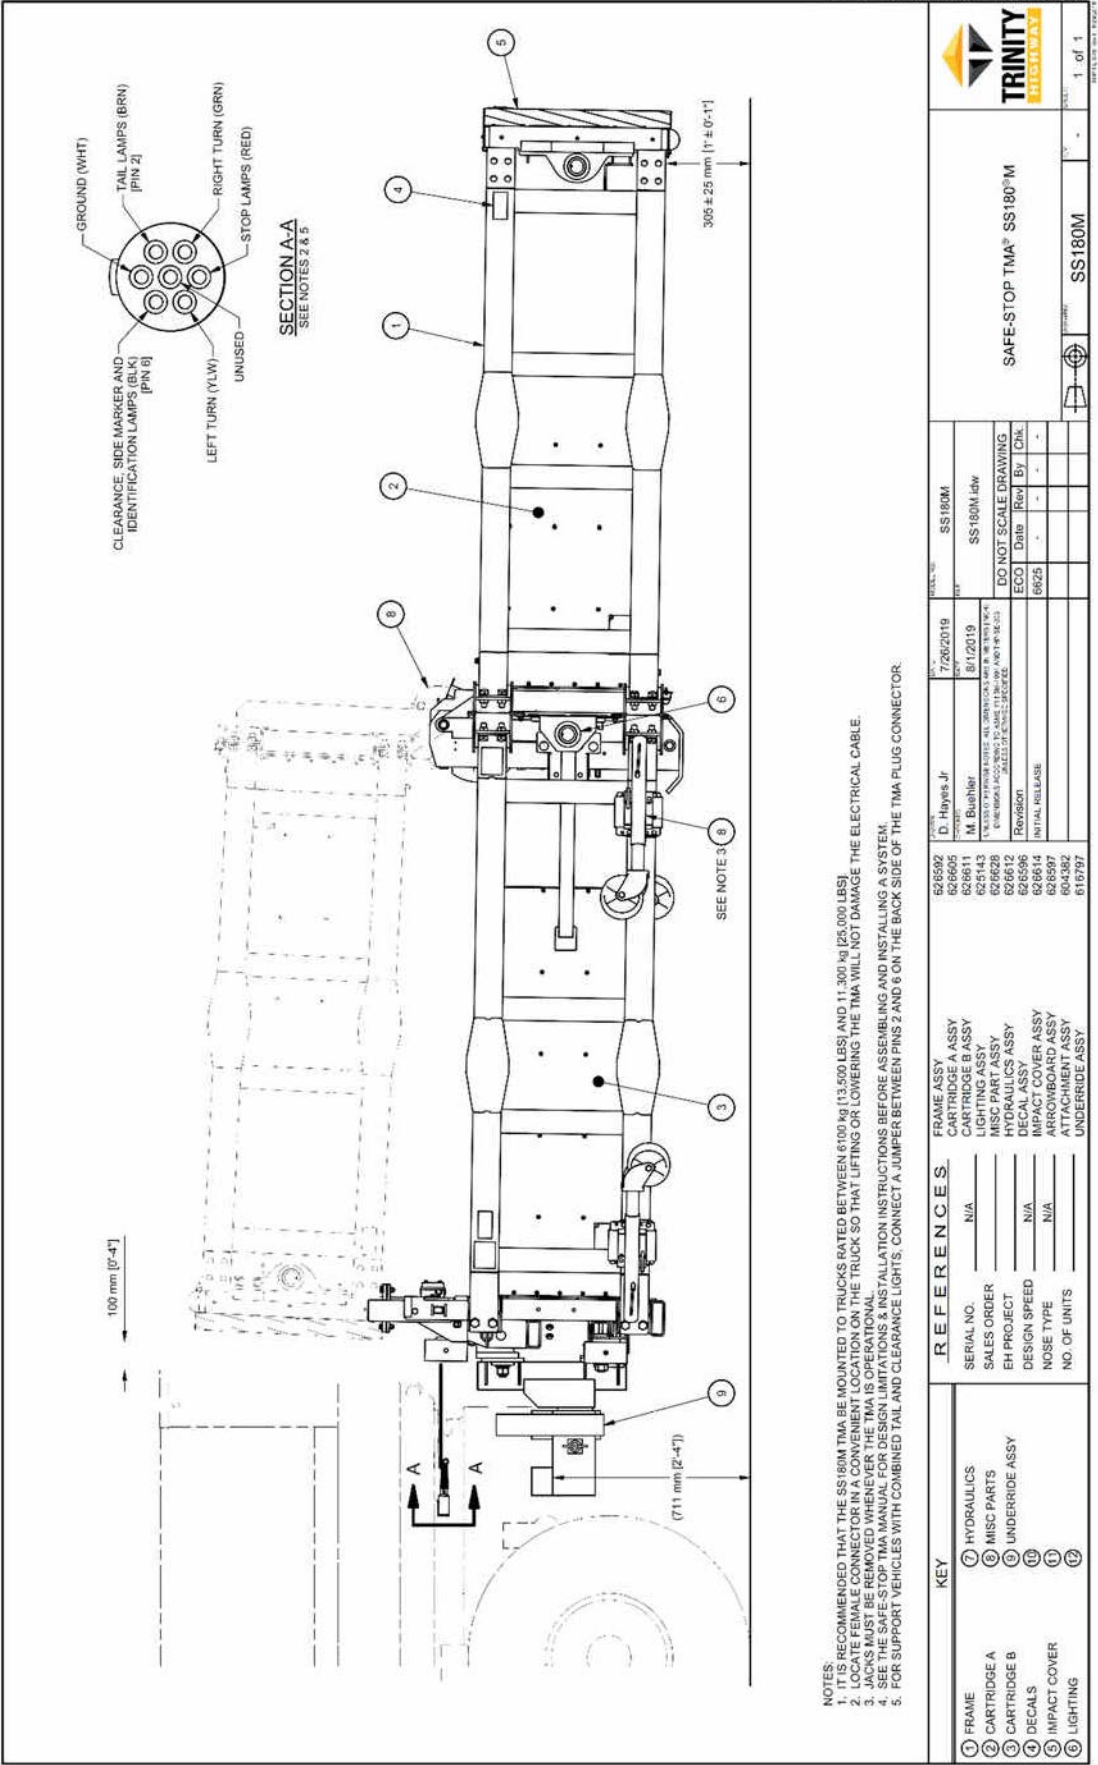 GROUND (WHT)
TAIL LAMPS (BRN)
[PIN 2]
RIGHT TURN (GRN)
STOP LAMPS (RED)
CLEARANCE, SIDE MARKER AND
IDENTIFICATION LAMPS (BLK)
[PIN 6]
LEFT TURN (YLW)
UNUSED
SECTION A-A
SEE NOTES 2 & 5
100 mm [0'-4"]
305 ± 25 mm [1' ± 0'-1"]
(711 mm [2'-4"])
A
A
1
2
3
4
5
6
8
8
9
SEE NOTE 3
NOTES:
1. IT IS RECOMMENDED THAT THE SS180M TMA BE MOUNTED TO TRUCKS RATED BETWEEN 6100 kg [13,500 LBS] AND 11,300 kg [25,000 LBS]
2. LOCATE FEMALE CONNECTOR IN A CONVENIENT LOCATION ON THE TRUCK SO THAT LIFTING OR LOWERING THE TMA WILL NOT DAMAGE THE ELECTRICAL CABLE.
3. JACKS MUST BE REMOVED WHENEVER THE TMA IS OPERATIONAL.
4. SEE THE SAFE-STOP TMA MANUAL FOR DESIGN LIMITATIONS & INSTALLATION INSTRUCTIONS BEFORE ASSEMBLING AND INSTALLING A SYSTEM.
5. FOR SUPPORT VEHICLES WITH COMBINED TAIL AND CLEARANCE LIGHTS, CONNECT A JUMPER BETWEEN PINS 2 AND 6 ON THE BACK SIDE OF THE TMA PLUG CONNECTOR.
KEY
1 FRAME
2 CARTRIDGE A
3 CARTRIDGE B
4 DECALS
5 IMPACT COVER
6 LIGHTING
7 HYDRAULICS
8 MISC PARTS
9 UNDERRIDE ASSY
10
11
12
REFERENCES
SERIAL NO. N/A
SALES ORDER
EH PROJECT
DESIGN SPEED N/A
NOSE TYPE N/A
NO. OF UNITS
FRAME ASSY 626592
CARTRIDGE A ASSY 626605
CARTRIDGE B ASSY 626611
LIGHTING ASSY 625143
MISC PART ASSY 626628
HYDRAULICS ASSY 626612
DECAL ASSY 626596
IMPACT COVER ASSY 626614
ARROWBOARD ASSY 626597
ATTACHMENT ASSY 604382
UNDERRIDE ASSY 616797
D. Hayes Jr 7/26/2019
M. Buehler 8/1/2019
SS180M
SS180M.idw
DO NOT SCALE DRAWING
Revision ECO Date Rev By Chk.
INITIAL RELEASE 6625 - - - -
SAFE-STOP TMA® SS180®M
SS180M
-
1 of 1
TRINITY
HIGHWAY